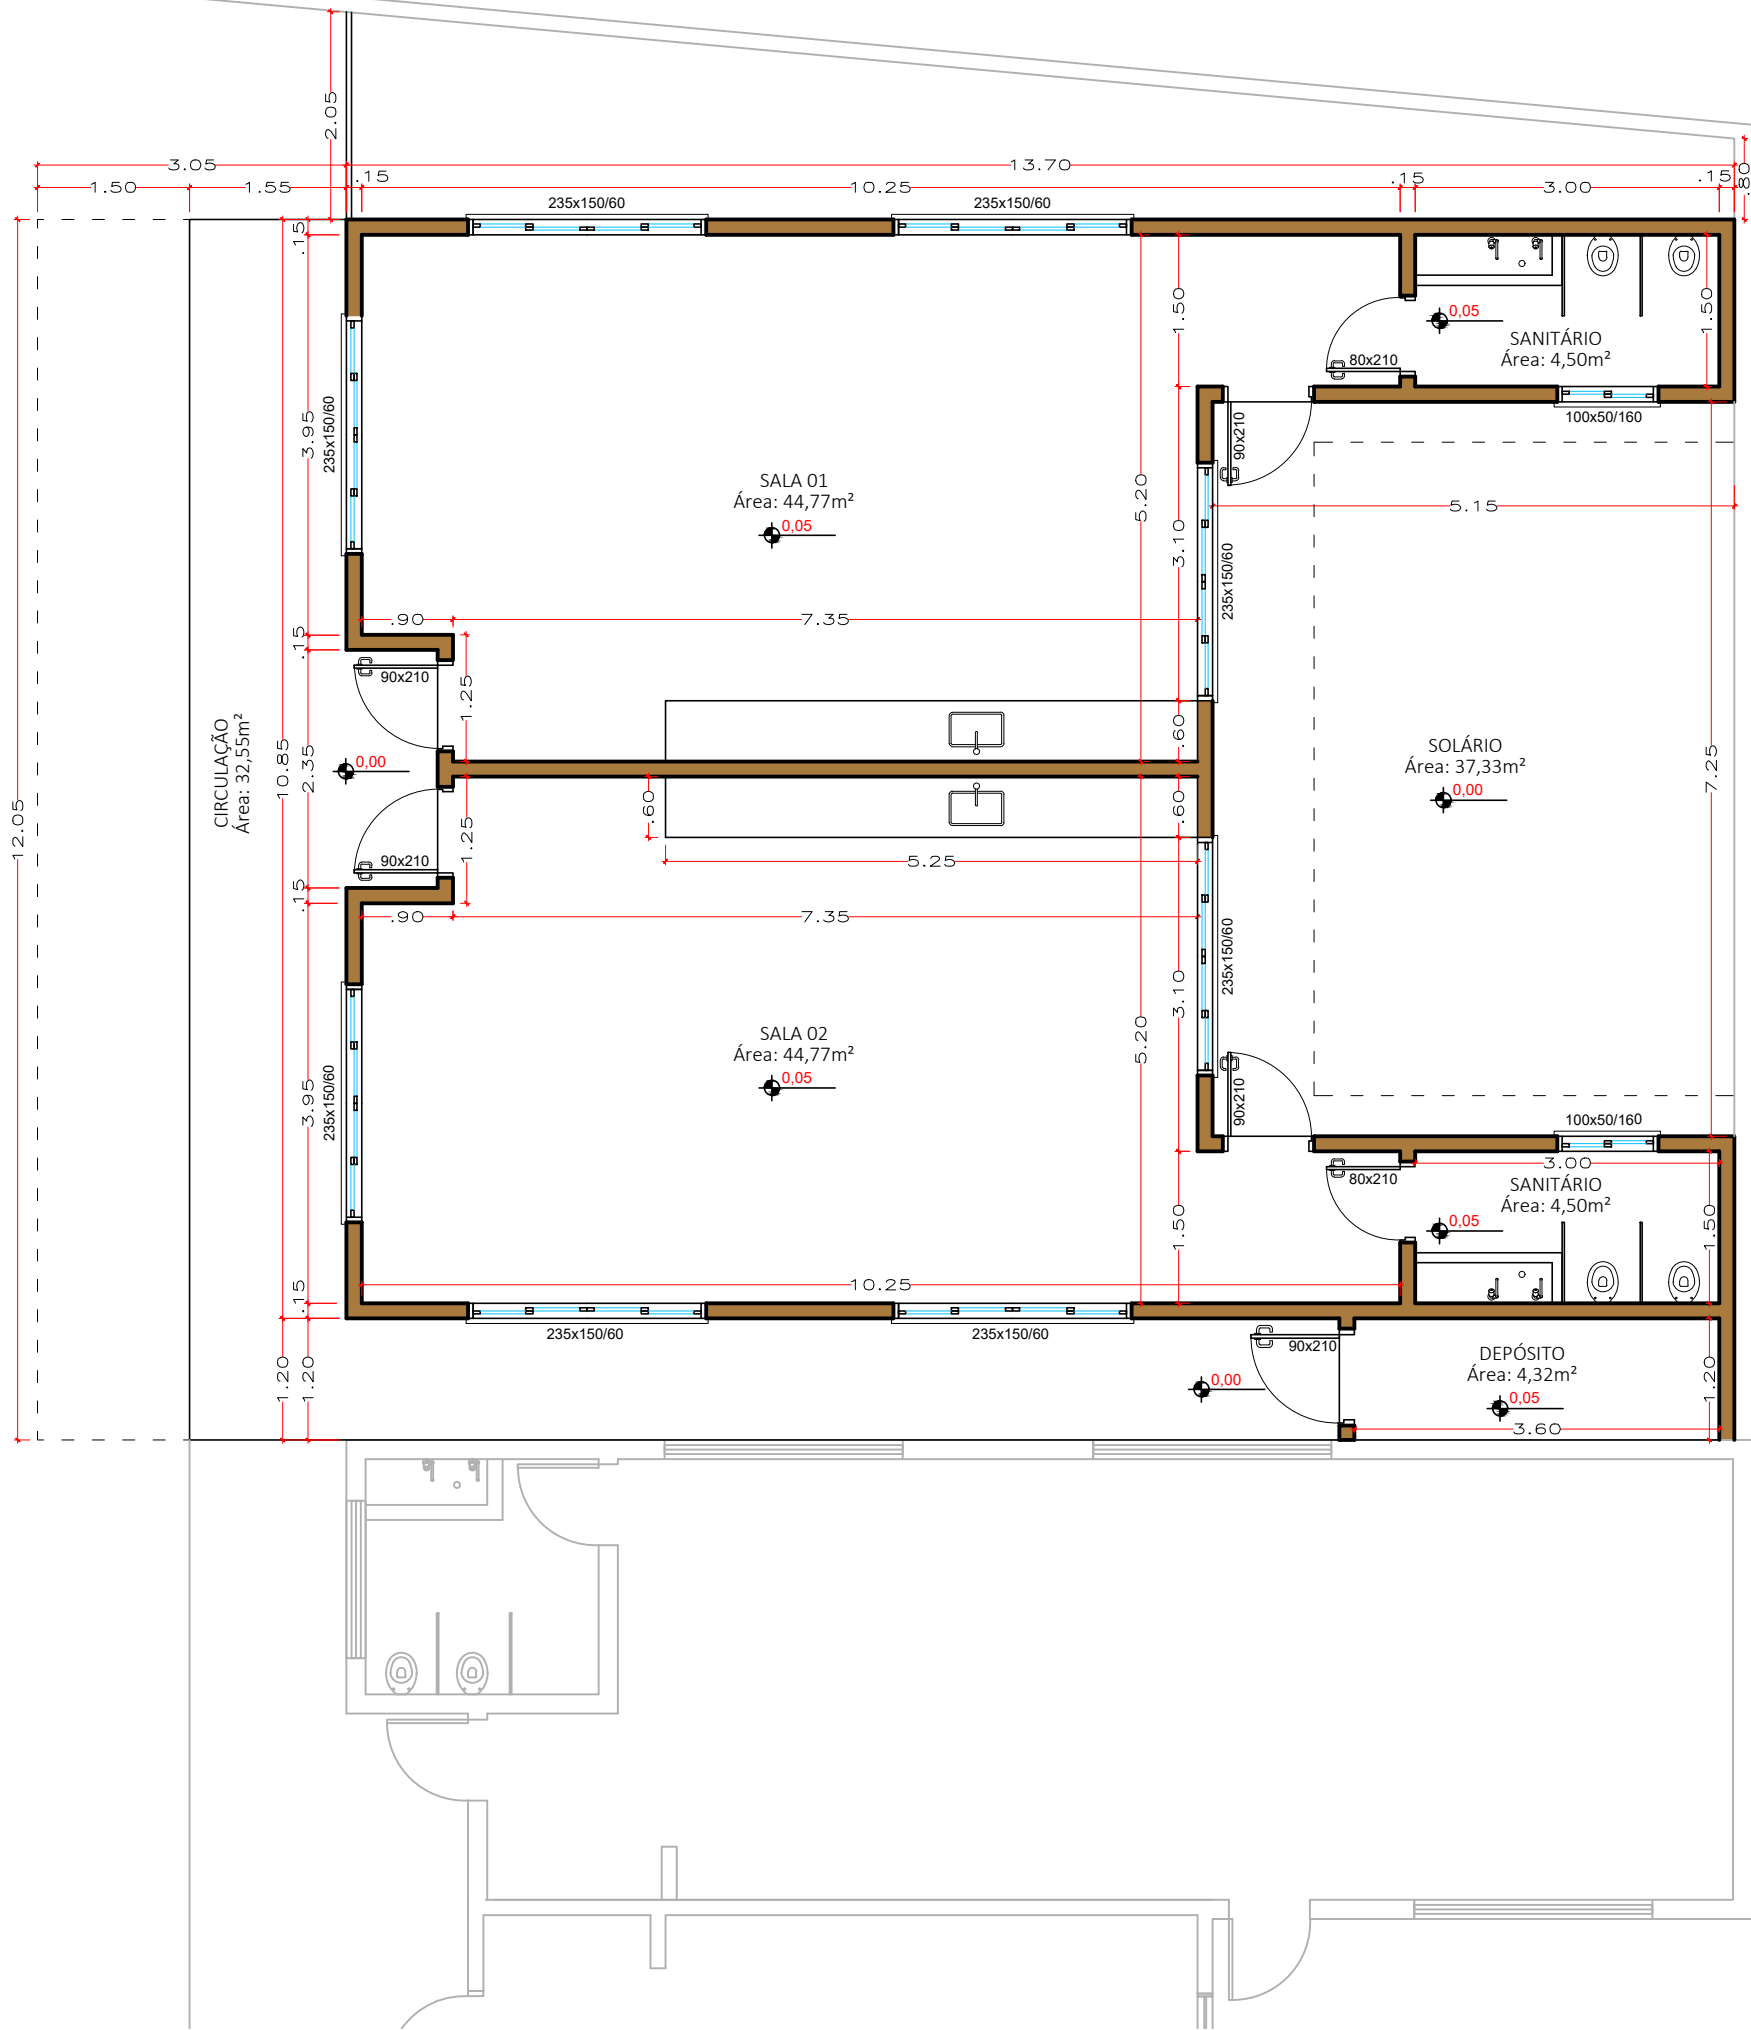 2.05
3.05
13.70
.80
1.50
1.55
.15
10.25
.15
3.00
.15
235x150/60
235x150/60
.15
1.50
1.50
0,05
SANITÁRIO
Área: 4,50m²
80x210
100x50/160
90x210
3.95
235x150/60
SALA 01
Área: 44,77m²
0,05
5.20
3.10
5.15
235x150/60
.90
7.35
.15
90x210
1.25
CIRCULAÇÃO
Área: 32,55m²
10.85
2.35
0,00
.60
SOLÁRIO
Área: 37,33m²
0,00
7.25
12.05
.60
.60
1.25
90x210
5.25
.15
.90
7.35
235x150/60
3.10
SALA 02
Área: 44,77m²
0,05
5.20
3.95
235x150/60
90x210
100x50/160
3.00
80x210
SANITÁRIO
Área: 4,50m²
0,05
1.50
1.50
10.25
.15
235x150/60
235x150/60
90x210
DEPÓSITO
Área: 4,32m²
0,05
0,00
1.20
1.20
1.20
3.60